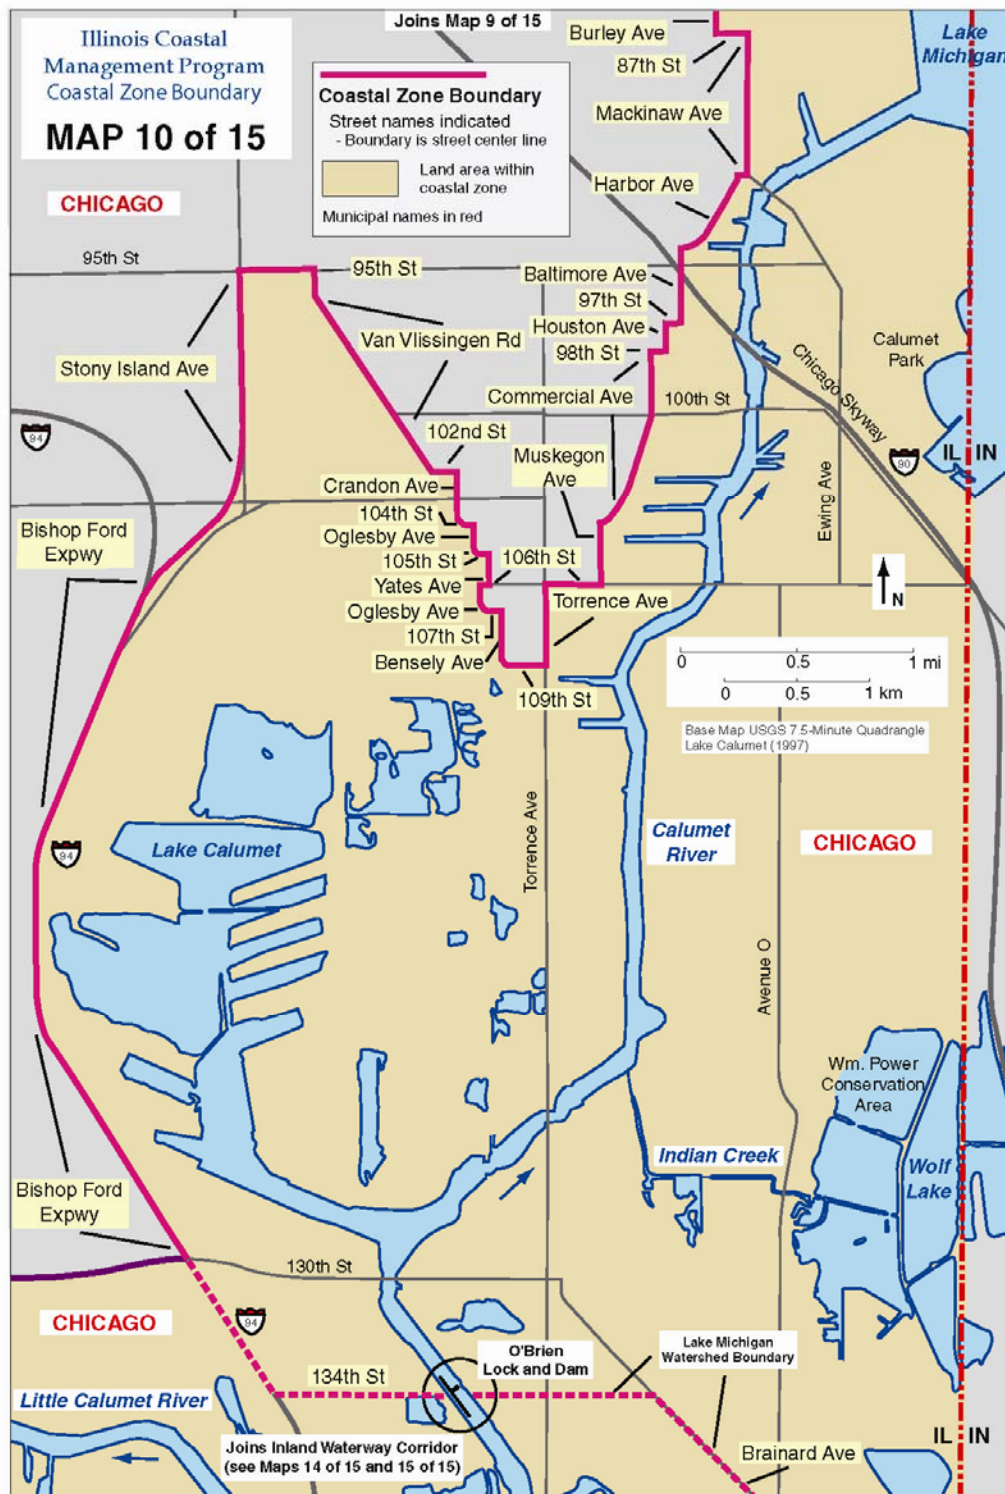 Joins Map 9 of 15
Illinois Coastal
Management Program
Coastal Zone Boundary
MAP 10 of 15
Coastal Zone Boundary
Street names indicated
- Boundary is street center line
Land area within
coastal zone
Municipal names in red
Burley Ave
87th St
Mackinaw Ave
Harbor Ave
Lake
Michigan
CHICAGO
95th St
95th St
Baltimore Ave
97th St
Houston Ave
98th St
Commercial Ave
Van Vlissingen Rd
Stony Island Ave
Calumet
Park
Chicago Skyway
100th St
94
102nd St
Muskegon
Ave
IL IN
90
Crandon Ave
104th St
Oglesby Ave
105th St
Yates Ave
106th St
Ewing Ave
Bishop Ford
Expwy
Oglesby Ave
Torrence Ave
N
107th St
Bensely Ave
109th St
0 0.5 1 mi
0 0.5 1 km
Base Map USGS 7.5-Minute Quadrangle
Lake Calumet (1997)
Torrence Ave
Lake Calumet
94
Calumet
River
CHICAGO
Avenue O
Wm. Power
Conservation
Area
Indian Creek
Wolf
Lake
Bishop Ford
Expwy
130th St
CHICAGO
94
O'Brien
Lock and Dam
Lake Michigan
Watershed Boundary
134th St
Little Calumet River
Joins Inland Waterway Corridor
(see Maps 14 of 15 and 15 of 15)
Brainard Ave
IL IN